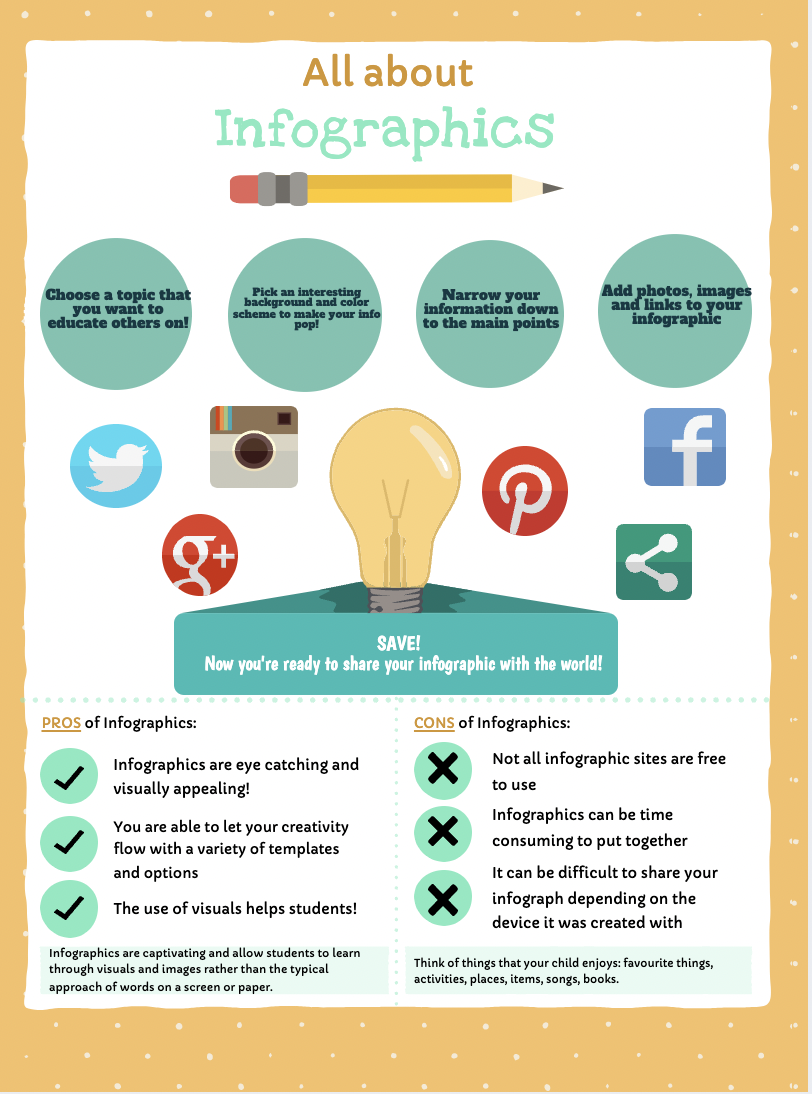 All about
Infographics
Choose a topic that
you want to
educate others on!
Pick an interesting
background and color
scheme to make your info
pop!
Narrow your
information down
to the main points
Add photos, images
and links to your
infographic
g+
f
SAVE!
Now you're ready to share your infographic with the world!
PROS of Infographics:
Infographics are eye catching and
visually appealing!
You are able to let your creativity
flow with a variety of templates
and options
The use of visuals helps students!
Infographics are captivating and allow students to learn
through visuals and images rather than the typical
approach of words on a screen or paper.
CONS of Infographics:
Not all infographic sites are free
to use
Infographics can be time
consuming to put together
It can be difficult to share your
infograph depending on the
device it was created with
Think of things that your child enjoys: favourite things,
activities, places, items, songs, books.